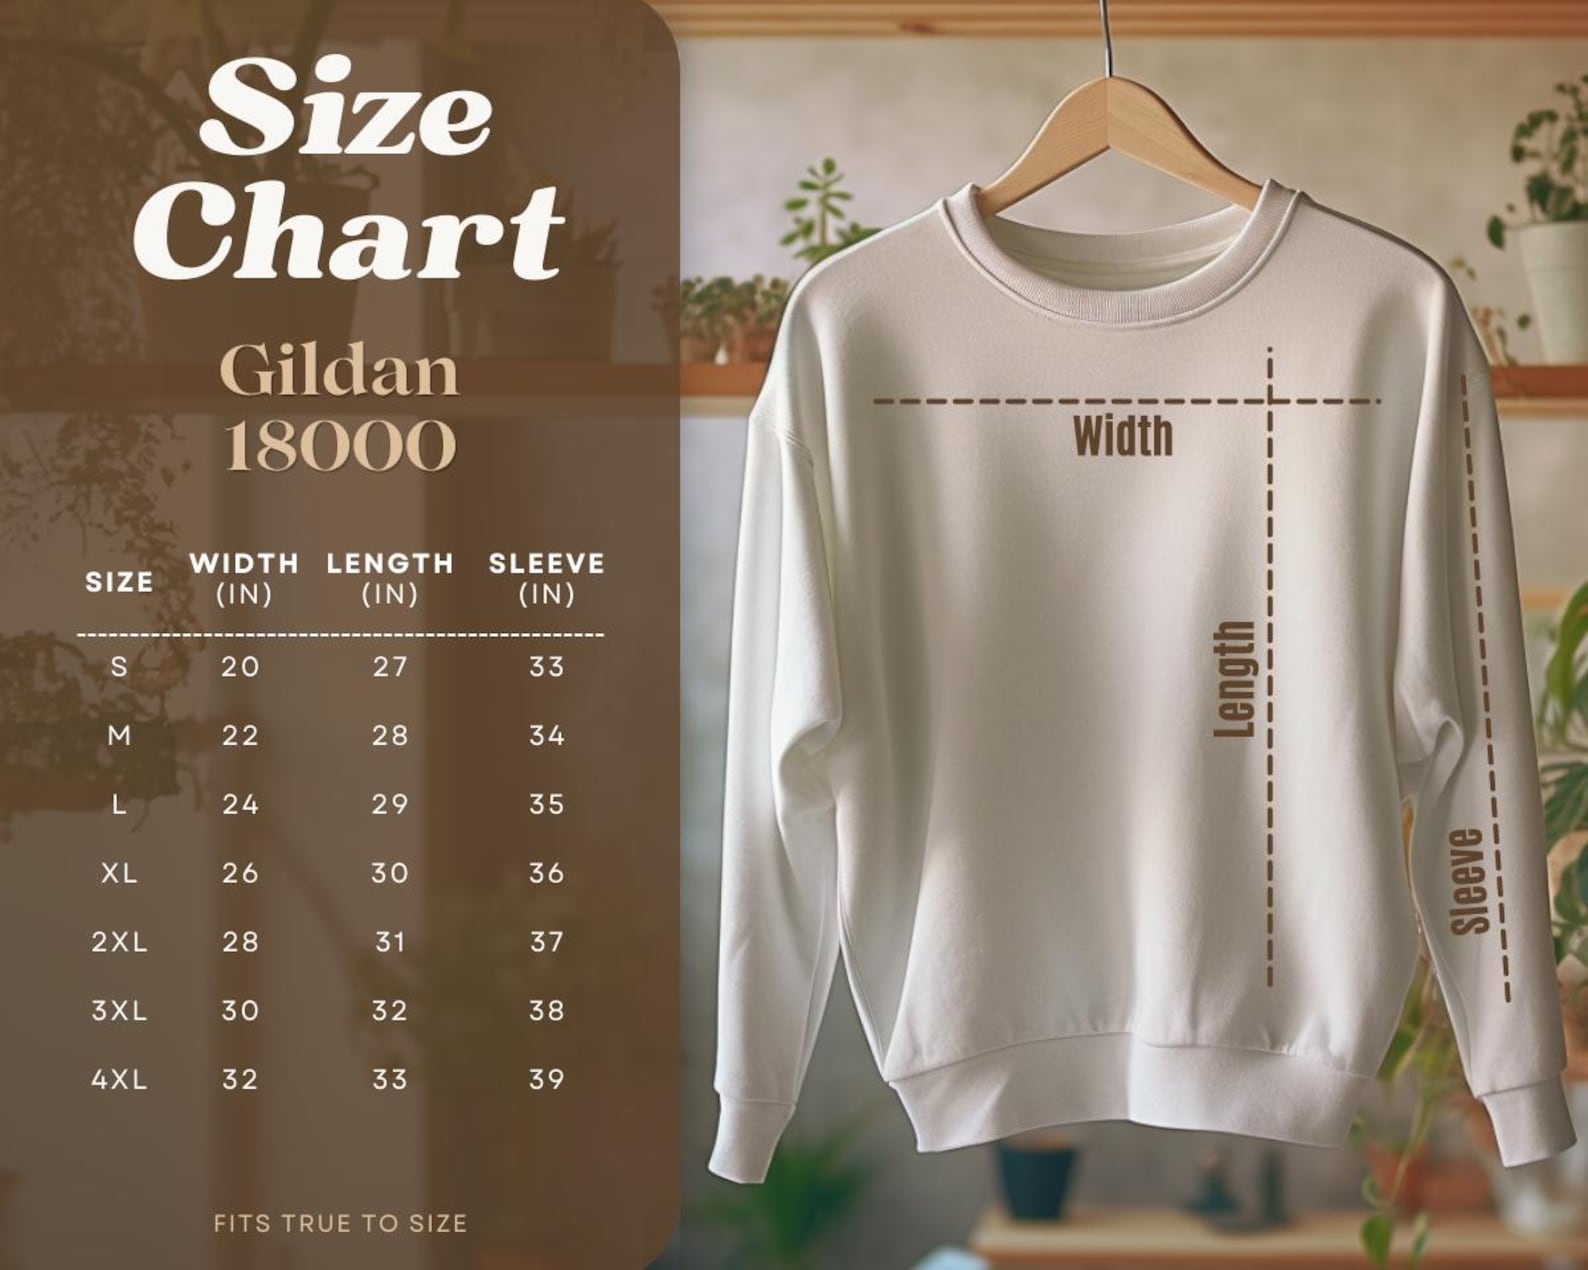 Size
Chart
Gildan
18000
SIZE WIDTH (IN) LENGTH (IN) SLEEVE (IN)
S 20 27 33
M 22 28 34
L 24 29 35
XL 26 30 36
2XL 28 31 37
3XL 30 32 38
4XL 32 33 39
FITS TRUE TO SIZE
Width
Length
Sleeve